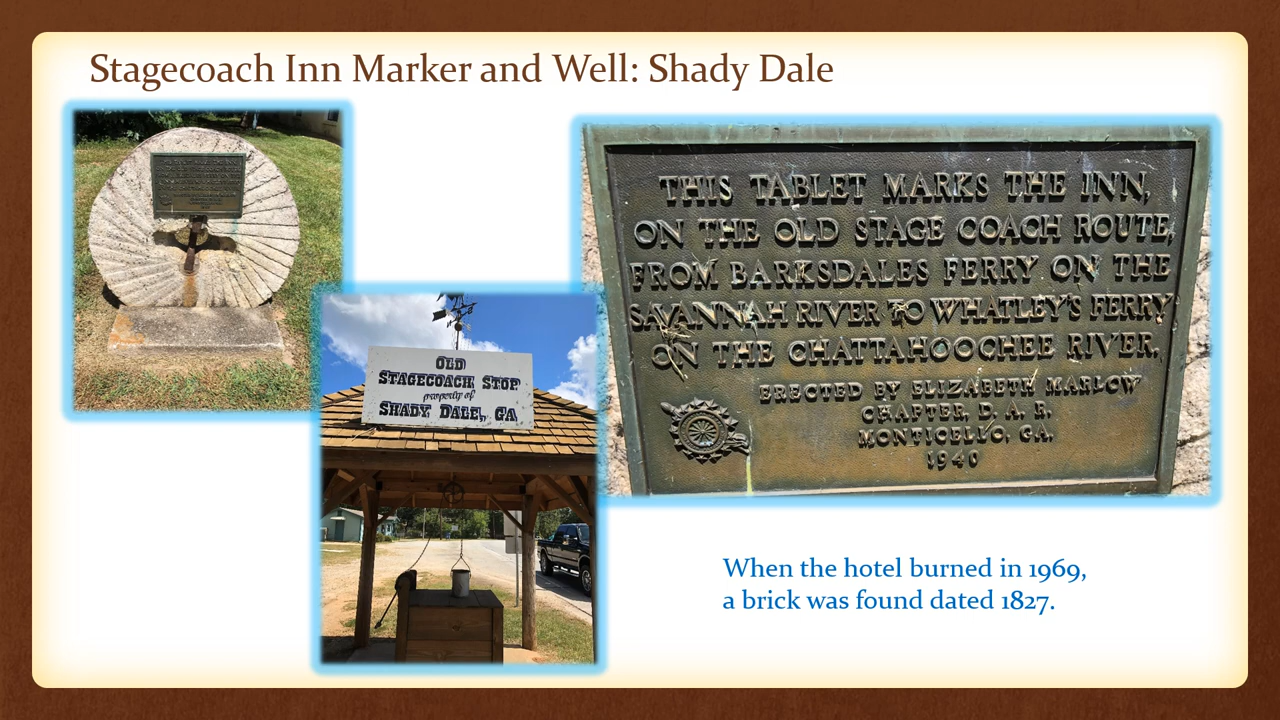 Stagecoach Inn Marker and Well: Shady Dale
THIS TABLET MARKS THE INN,
ON THE OLD STAGE COACH ROUTE,
FROM BARKSDALES FERRY ON THE
SAVANNAH RIVER TO WHATLEY'S FERRY
ON THE CHATTAHOOCHEE RIVER.
ERECTED BY ELIZABETH MARLOW
CHAPTER, D. A. R.
MONTICELLO, GA.
1940
OLD
STAGECOACH STOP
property of
SHADY DALE, GA
When the hotel burned in 1969,
a brick was found dated 1827.